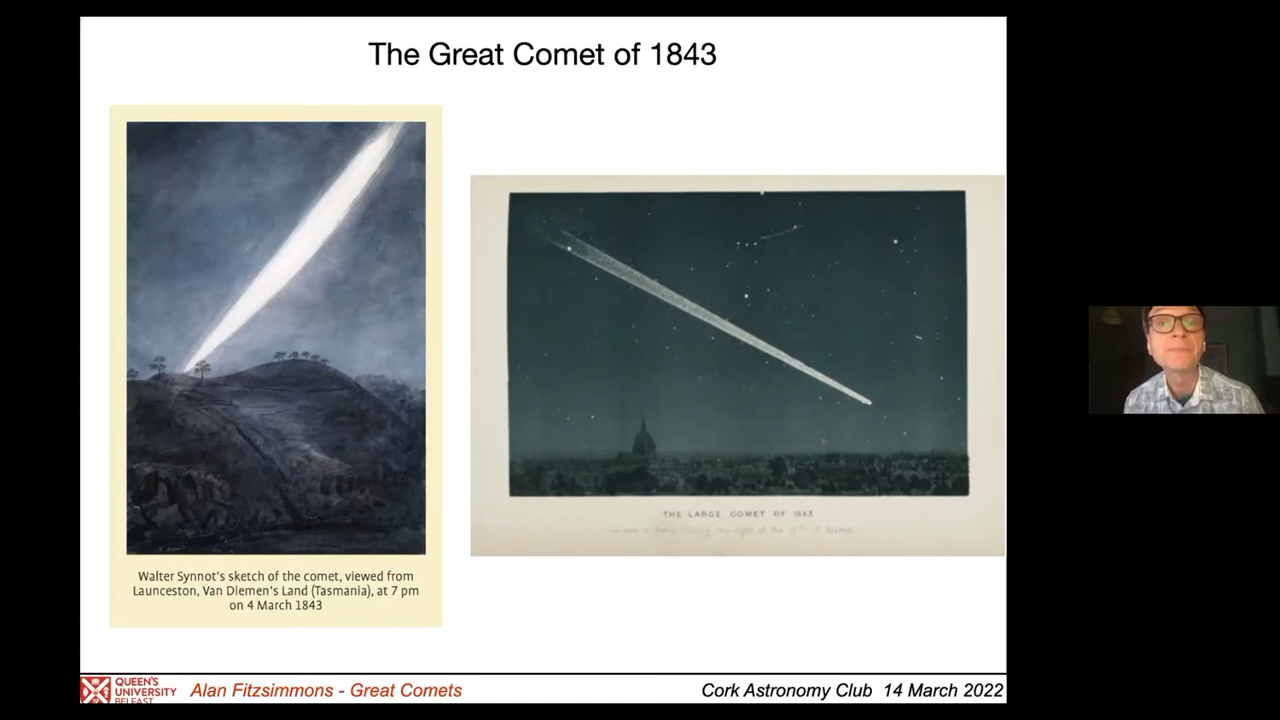 The Great Comet of 1843
Walter Synnot's sketch of the comet, viewed from
Launceston, Van Diemen's Land (Tasmania), at 7 pm
on 4 March 1843
THE LARGE COMET OF 1843
QUEEN'S
UNIVERSITY
BELFAST
Alan Fitzsimmons - Great Comets
Cork Astronomy Club 14 March 2022